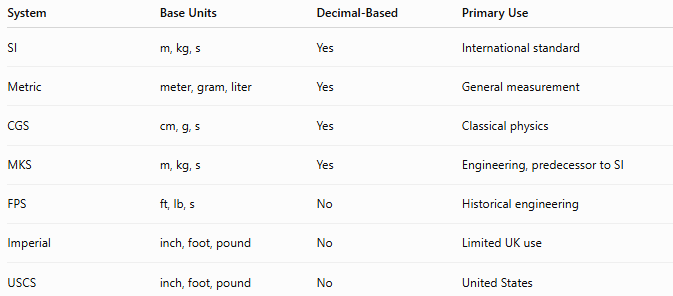 System Base Units Decimal-Based Primary Use
SI m, kg, s Yes International standard
Metric meter, gram, liter Yes General measurement
CGS cm, g, s Yes Classical physics
MKS m, kg, s Yes Engineering, predecessor to SI
FPS ft, lb, s No Historical engineering
Imperial inch, foot, pound No Limited UK use
USCS inch, foot, pound No United States